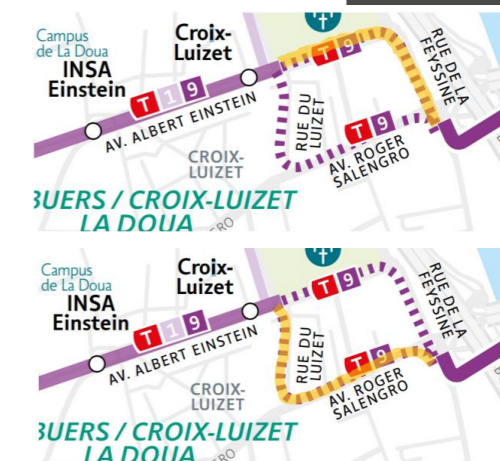 Campus
de La Doua
INSA
Einstein
Croix-
Luizet
T 1 9
AV. ALBERT EINSTEIN
T 9
RUE DE LA
FEYSSINE
RUE DU
LUIZET
T 9
AV. ROGER
SALENGRO
CROIX-
LUIZET
BUERS / CROIX-LUIZET
LA DOUA
Campus
de La Doua
INSA
Einstein
Croix-
Luizet
T 1 9
AV. ALBERT EINSTEIN
T 9
RUE DE LA
FEYSSINE
RUE DU
LUIZET
T 9
AV. ROGER
SALENGRO
CROIX-
LUIZET
BUERS / CROIX-LUIZET
LA DOUA